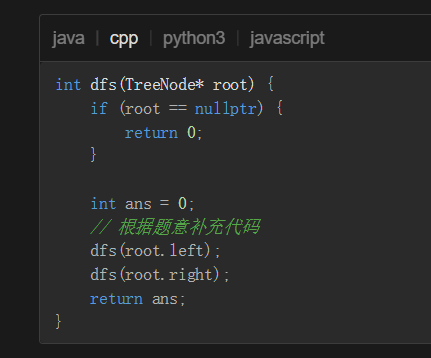 java | cpp | python3 | javascript
int dfs(TreeNode* root) {
    if (root == nullptr) {
        return 0;
    }
    int ans = 0;
    // 根据题意补充代码
    dfs(root.left);
    dfs(root.right);
    return ans;
}